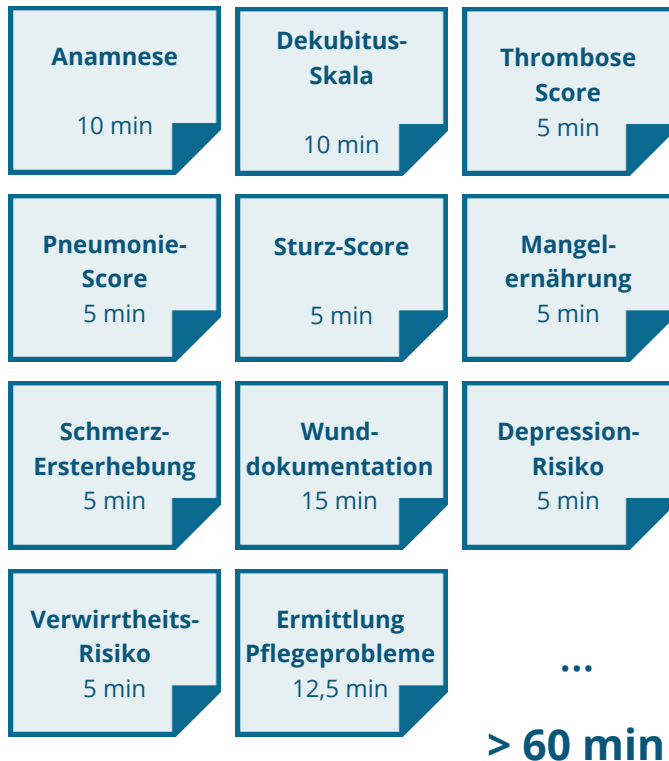 Anamnese
10 min
Dekubitus-
Skala
10 min
Thrombose
Score
5 min
Pneumonie-
Score
5 min
Sturz-Score
5 min
Mangel-
ernährung
5 min
Schmerz-
Ersterhebung
5 min
Wund-
dokumentation
15 min
Depression-
Risiko
5 min
Verwirrtheits-
Risiko
5 min
Ermittlung
Pflegeprobleme
12,5 min
...
> 60 min